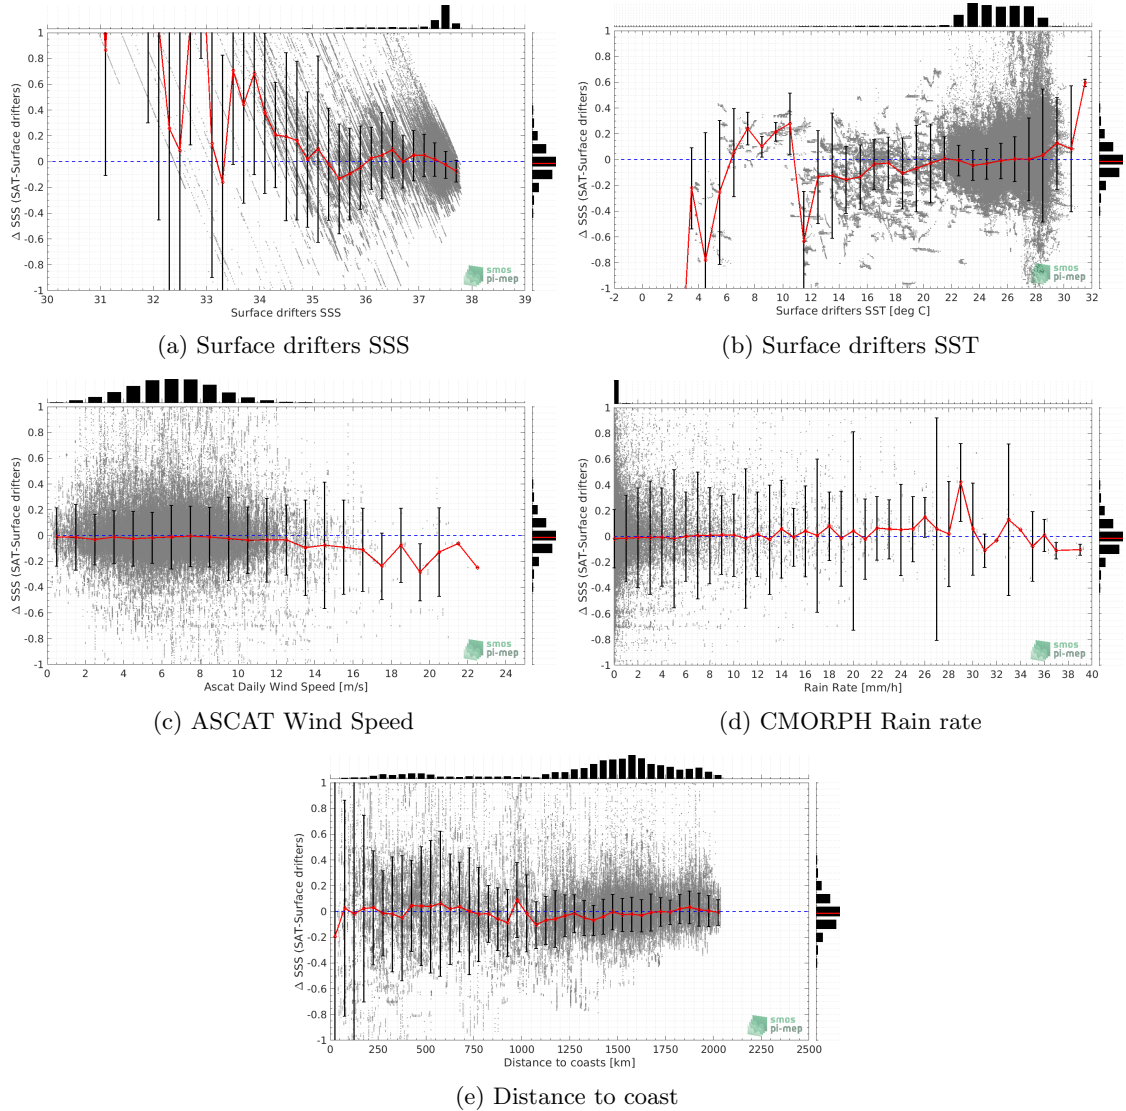 1
0.8
0.6
0.4
0.2
0
-0.2
-0.4
-0.6
-0.8
-1
Δ SSS (SAT-Surface drifters)
30 31 32 33 34 35 36 37 38 39
Surface drifters SSS
smos
pi-mep
(a) Surface drifters SSS
1
0.8
0.6
0.4
0.2
0
-0.2
-0.4
-0.6
-0.8
-1
Δ SSS (SAT-Surface drifters)
-2 0 2 4 6 8 10 12 14 16 18 20 22 24 26 28 30 32
Surface drifters SST [deg C]
smos
pi-mep
(b) Surface drifters SST
1
0.8
0.6
0.4
0.2
0
-0.2
-0.4
-0.6
-0.8
-1
Δ SSS (SAT-Surface drifters)
0 2 4 6 8 10 12 14 16 18 20 22 24
Ascat Daily Wind Speed [m/s]
smos
pi-mep
(c) ASCAT Wind Speed
1
0.8
0.6
0.4
0.2
0
-0.2
-0.4
-0.6
-0.8
-1
Δ SSS (SAT-Surface drifters)
0 2 4 6 8 10 12 14 16 18 20 22 24 26 28 30 32 34 36 38 40
Rain Rate [mm/h]
smos
pi-mep
(d) CMORPH Rain rate
1
0.8
0.6
0.4
0.2
0
-0.2
-0.4
-0.6
-0.8
-1
Δ SSS (SAT-Surface drifters)
0 250 500 750 1000 1250 1500 1750 2000 2250 2500
Distance to coasts [km]
smos
pi-mep
(e) Distance to coast